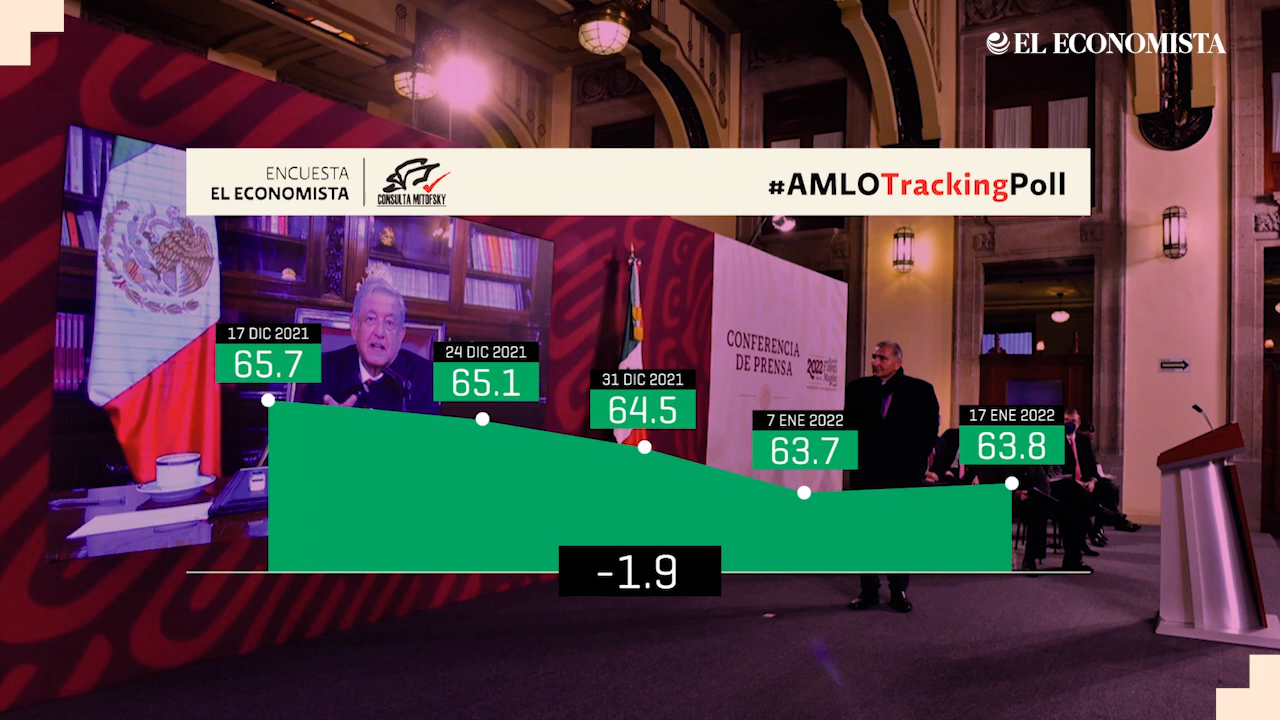 EL ECONOMISTA
ENCUESTA
EL ECONOMISTA
CONSULTA MITOFSKY
#AMLOTrackingPoll
17 DIC 2021
65.7
24 DIC 2021
65.1
31 DIC 2021
64.5
7 ENE 2022
63.7
17 ENE 2022
63.8
-1.9
CONFERENCIA
DE PRENSA
2022 Flores
Magón